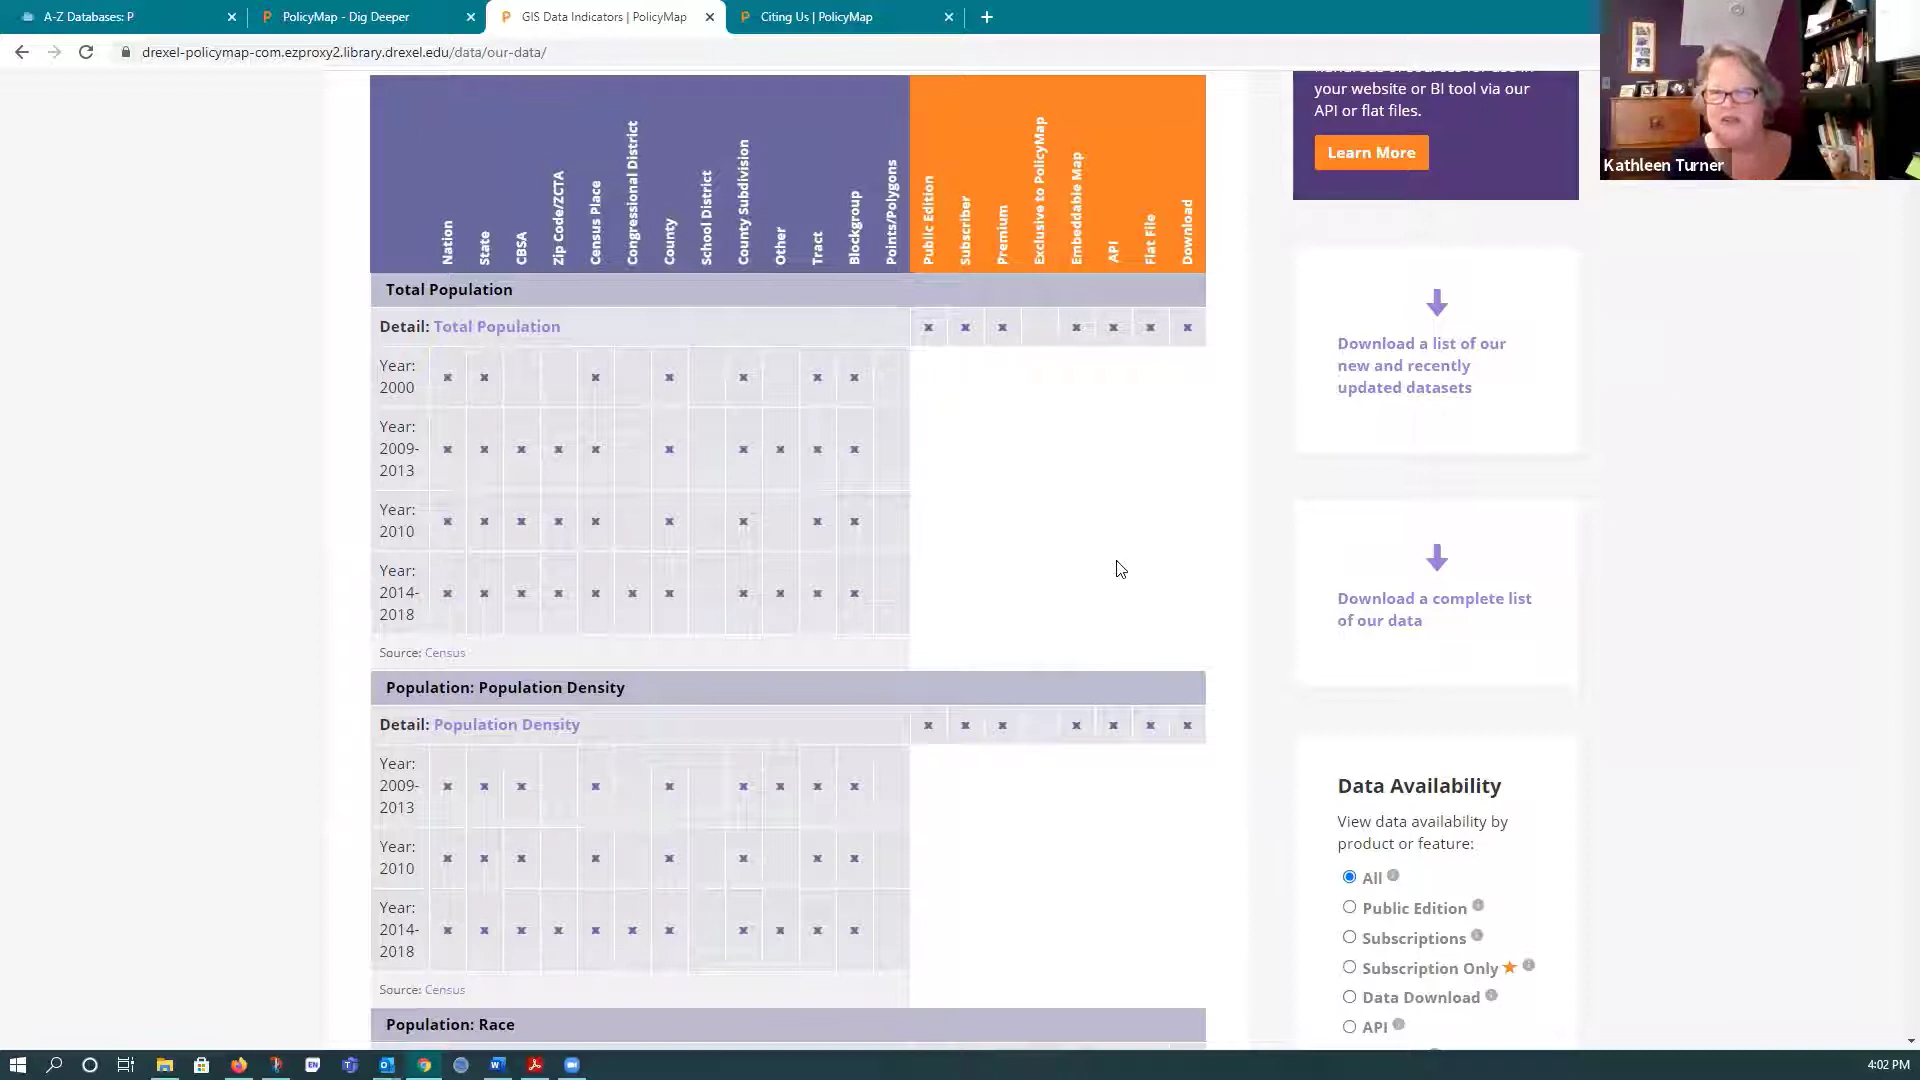 A-Z Databases: P
PolicyMap - Dig Deeper
GIS Data Indicators | PolicyMap
Citing Us | PolicyMap
drexel-policymap-com.ezproxy2.library.drexel.edu/data/our-data/
Nation
State
CBSA
Zip Code/ZCTA
Census Place
Congressional District
County
School District
County Subdivision
Other
Tract
Blockgroup
Points/Polygons
Public Edition
Subscriber
Premium
Exclusive to PolicyMap
Embeddable Map
API
Flat File
Download
Total Population
Detail: Total Population
x x x x x x x
Year:
2000
x x x x x x x
Year:
2009-
2013
x x x x x x x x x x
Year:
2010
x x x x x x x x x
Year:
2014-
2018
x x x x x x x x x x x
Source: Census
Population: Population Density
Detail: Population Density
x x x x x x x
Year:
2009-
2013
x x x x x x x x x
Year:
2010
x x x x x x x x
Year:
2014-
2018
x x x x x x x x x x x
Source: Census
Population: Race
your website or BI tool via our
API or flat files.
Learn More
Kathleen Turner
Download a list of our
new and recently
updated datasets
Download a complete list
of our data
Data Availability
View data availability by
product or feature:
All
Public Edition
Subscriptions
Subscription Only
Data Download
API
EN
4:02 PM